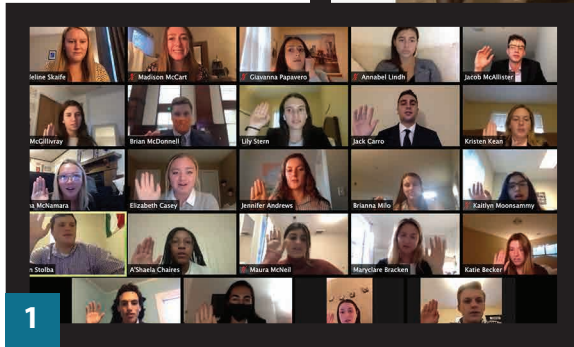 eline Skaife
Madison McCart
Giavanna Papavero
Annabel Lindh
Jacob McAllister
McGillivray
Brian McDonnell
Lily Stern
Jack Carro
Kristen Kean
a McNamara
Elizabeth Casey
Jennifer Andrews
Brianna Milo
Kaitlyn Moonsammy
n Stolba
A'Shaela Chaires
Maura McNeil
Maryclare Bracken
Katie Becker
1